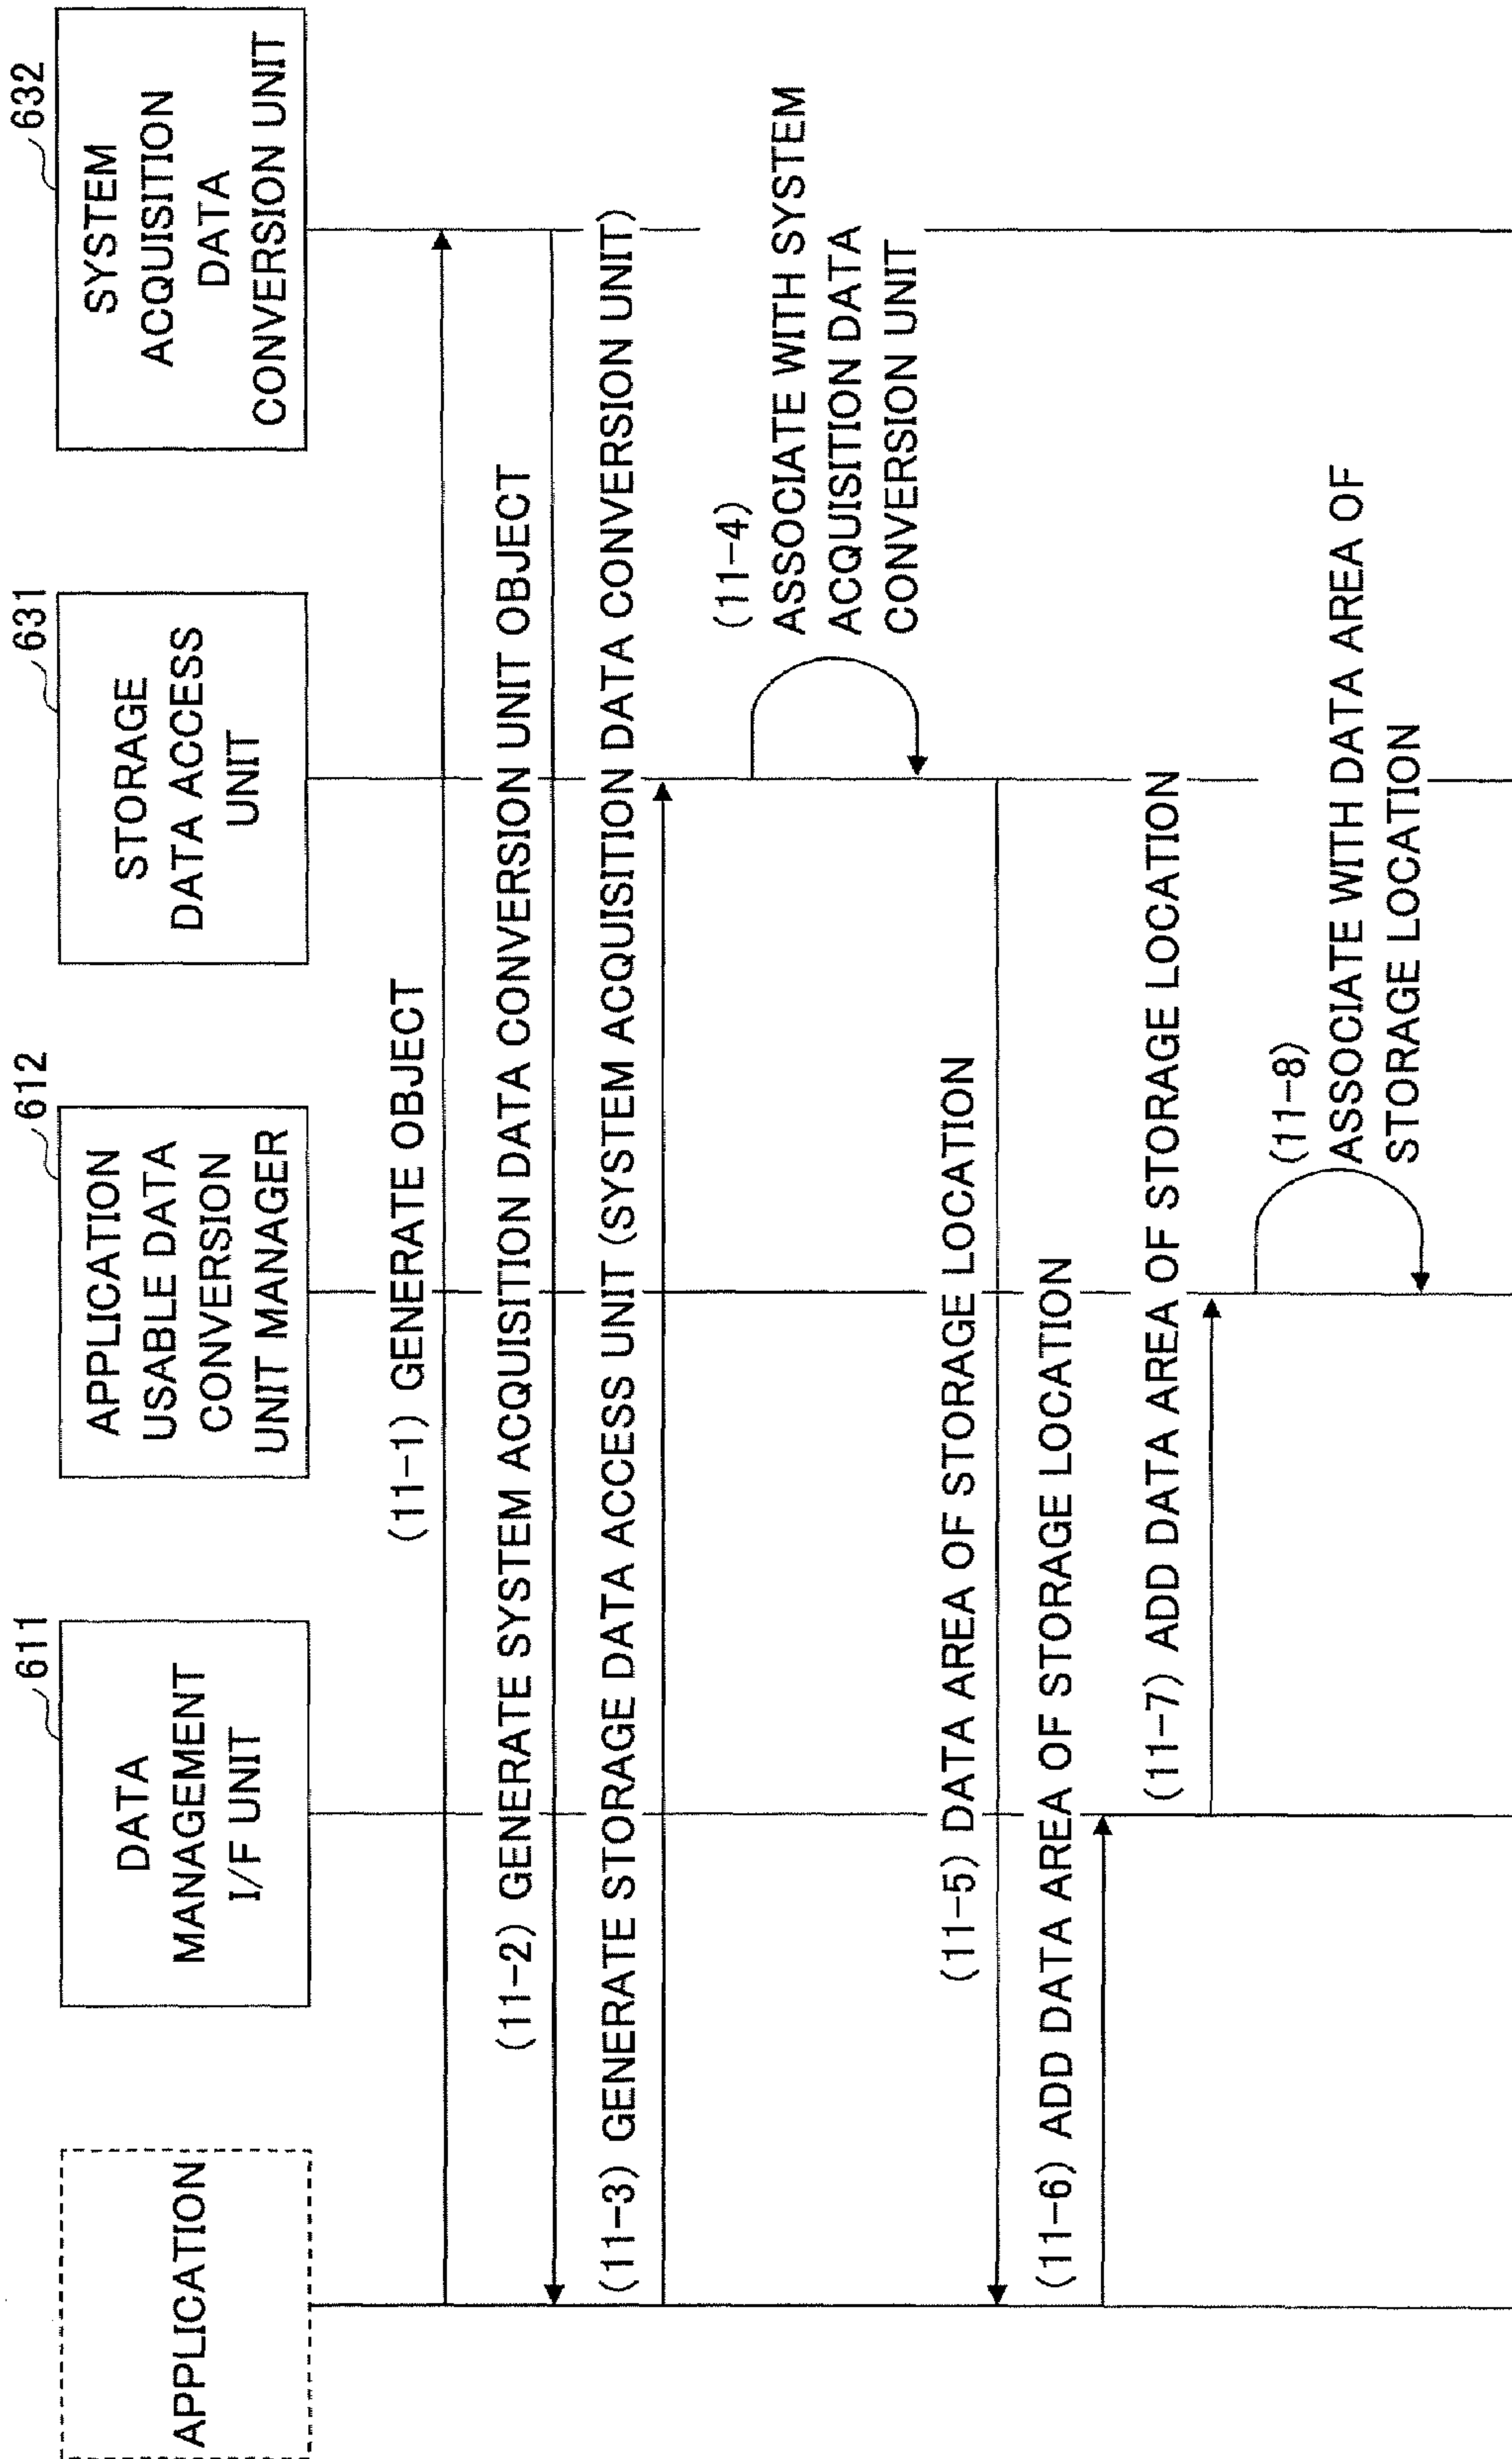 APPLICATION
611
DATA
MANAGEMENT
I/F UNIT
612
APPLICATION
USABLE DATA
CONVERSION
UNIT MANAGER
631
STORAGE
DATA ACCESS
UNIT
632
SYSTEM
ACQUISITION
DATA
CONVERSION UNIT
(11-1) GENERATE OBJECT
(11-2) GENERATE SYSTEM ACQUISITION DATA CONVERSION UNIT OBJECT
(11-3) GENERATE STORAGE DATA ACCESS UNIT (SYSTEM ACQUISITION DATA CONVERSION UNIT)
(11-4)
ASSOCIATE WITH SYSTEM
ACQUISITION DATA
CONVERSION UNIT
(11-5) DATA AREA OF STORAGE LOCATION
(11-6) ADD DATA AREA OF STORAGE LOCATION
(11-7) ADD DATA AREA OF STORAGE LOCATION
(11-8)
ASSOCIATE WITH DATA AREA OF
STORAGE LOCATION